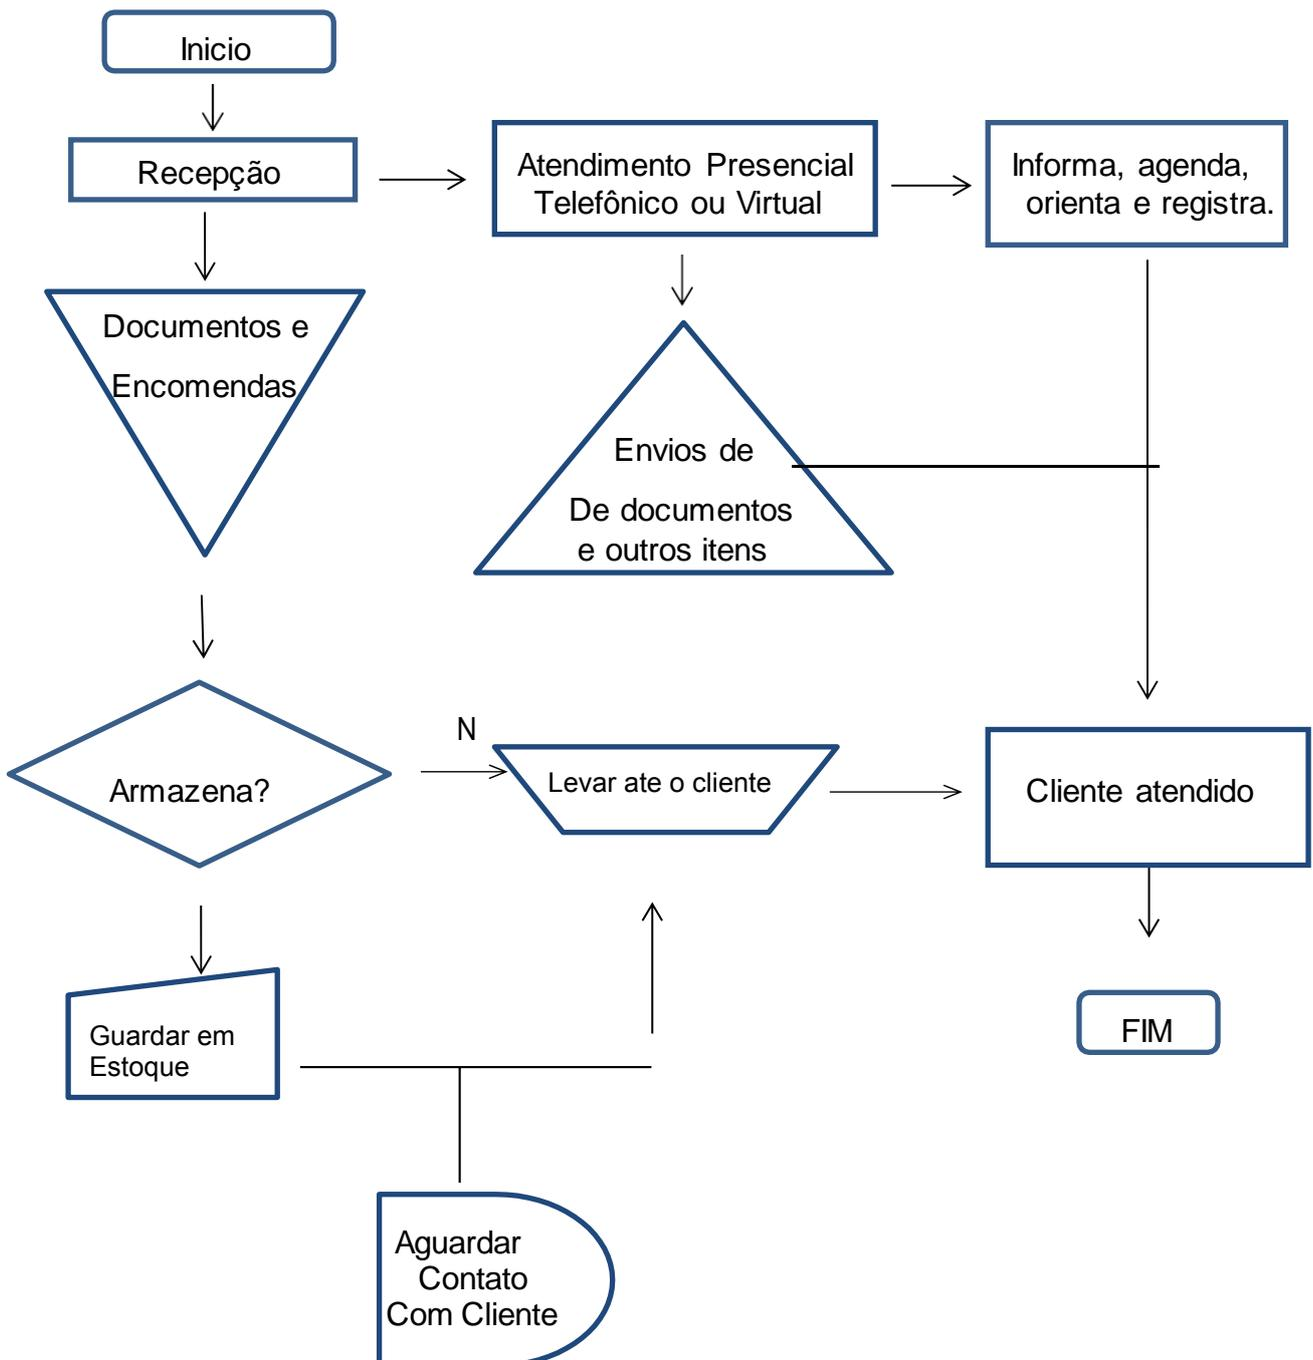 Inicio
Recepção
Atendimento Presencial
Telefônico ou Virtual
Informa, agenda,
orienta e registra.
Documentos e
Encomendas
Envios de
De documentos
e outros itens
Armazena?
N
Levar ate o cliente
Cliente atendido
Guardar em
Estoque
FIM
Aguardar
Contato
Com Cliente